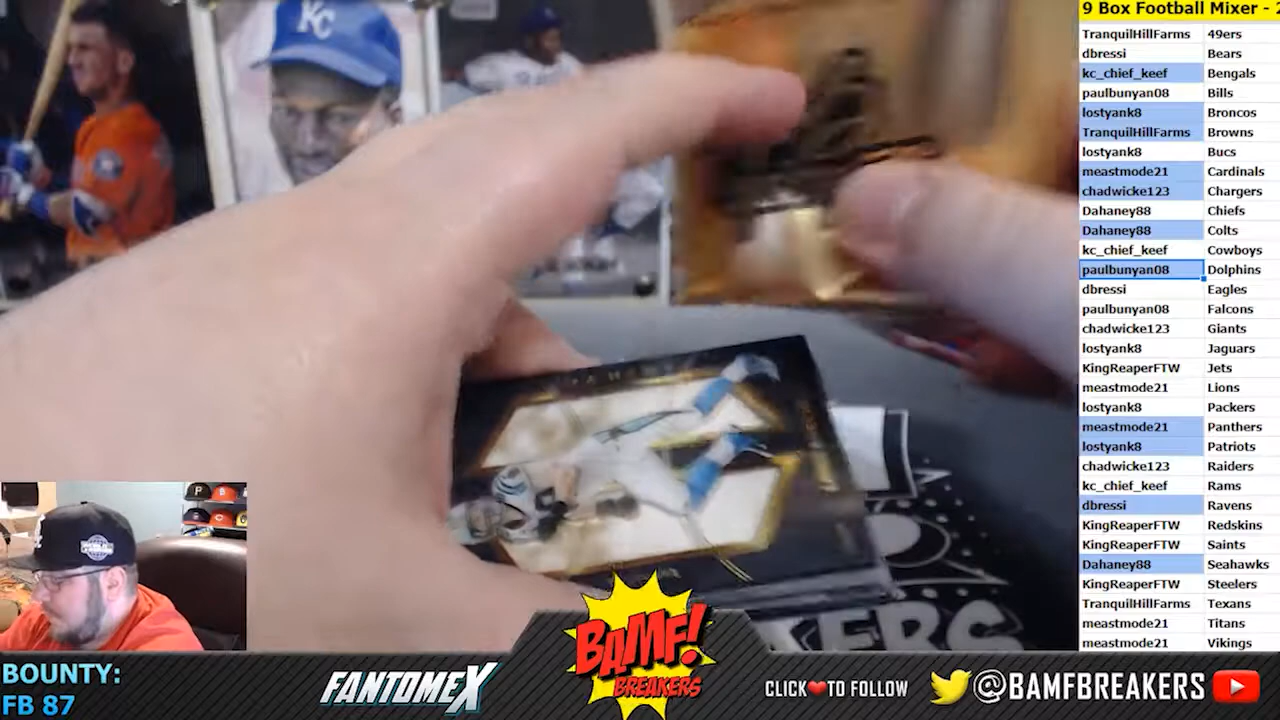 9 Box Football Mixer - 2
TranquilHillFarms 49ers
dbressi Bears
kc_chief_keef Bengals
paulbunyan08 Bills
lostyank8 Broncos
TranquilHillFarms Browns
lostyank8 Bucs
meastmode21 Cardinals
chadwicke123 Chargers
Dahaney88 Chiefs
Dahaney88 Colts
kc_chief_keef Cowboys
paulbunyan08 Dolphins
dbressi Eagles
paulbunyan08 Falcons
chadwicke123 Giants
lostyank8 Jaguars
KingReaperFTW Jets
meastmode21 Lions
lostyank8 Packers
meastmode21 Panthers
lostyank8 Patriots
chadwicke123 Raiders
kc_chief_keef Rams
dbressi Ravens
KingReaperFTW Redskins
KingReaperFTW Saints
Dahaney88 Seahawks
KingReaperFTW Steelers
TranquilHillFarms Texans
meastmode21 Titans
meastmode21 Vikings
KC
KERS
BOUNTY:
FB 87
FANTOMEX
BAMF!
BREAKERS
CLICK TO FOLLOW
@BAMFBREAKERS